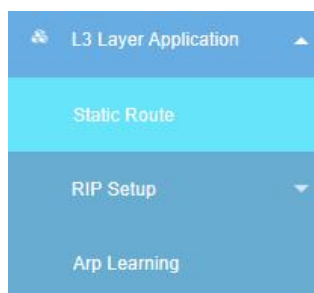 L3 Layer Application
Static Route
RIP Setup
Arp Learning